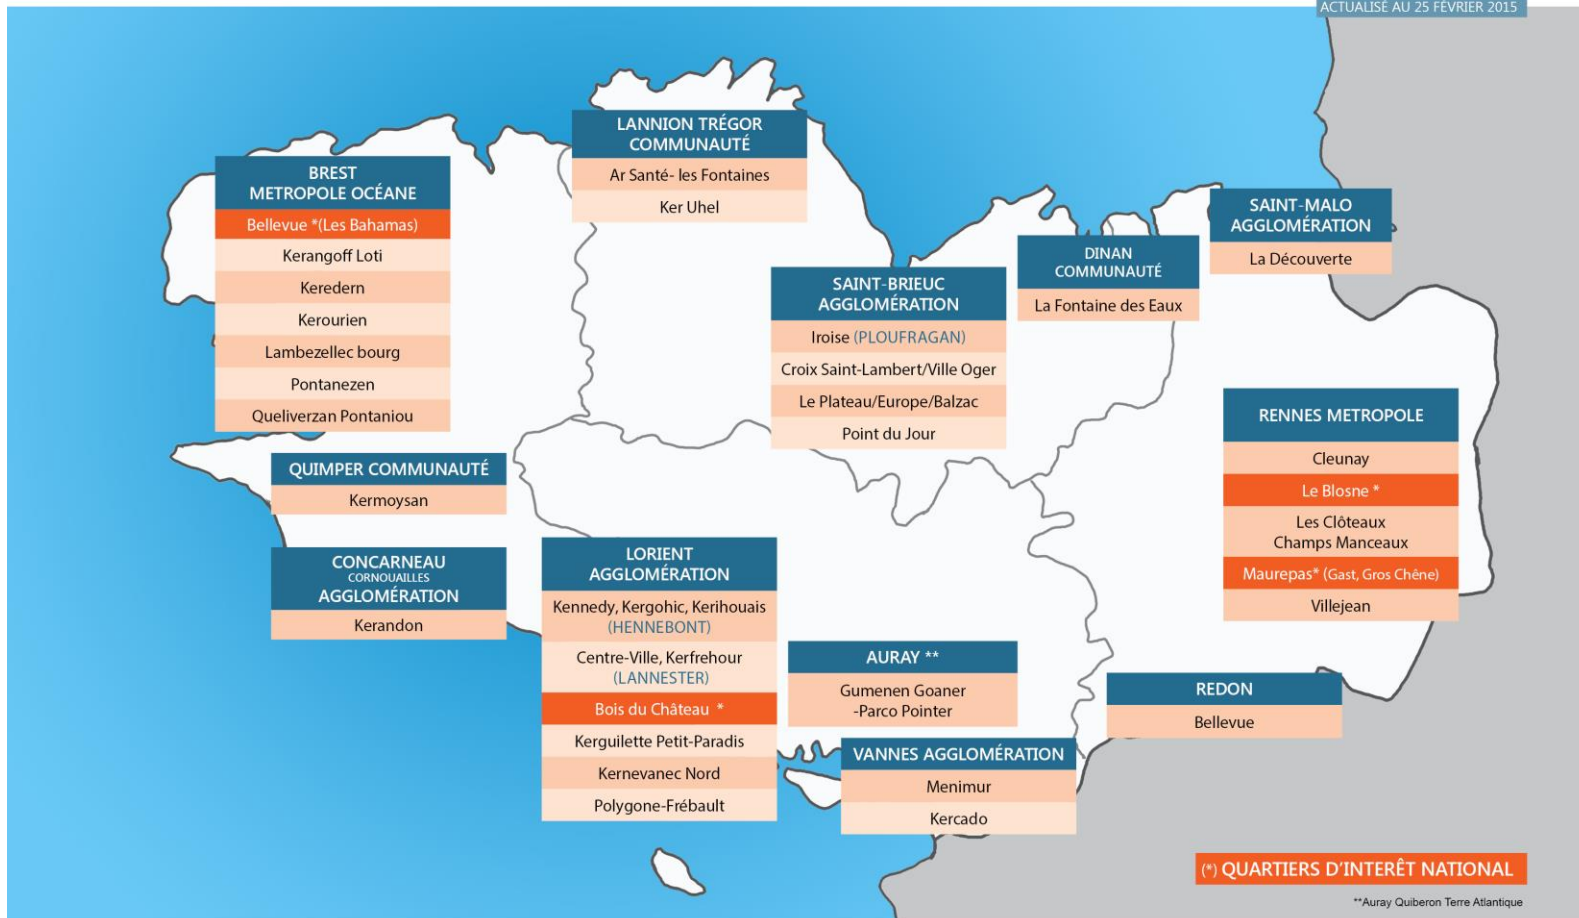 ACTUALISÉ AU 25 FÉVRIER 2015
LANNION TRÉGOR
COMMUNAUTÉ
Ar Santé- les Fontaines
Ker Uhel
BREST
METROPOLE OCÉANE
Bellevue *(Les Bahamas)
Kerangoff Loti
Keredern
Kerourien
Lambezellec bourg
Pontanezen
Queliverzan Pontaniou
SAINT-MALO
AGGLOMÉRATION
La Découverte
DINAN
COMMUNAUTÉ
La Fontaine des Eaux
SAINT-BRIEUC
AGGLOMÉRATION
Iroise (PLOUFRAGAN)
Croix Saint-Lambert/Ville Oger
Le Plateau/Europe/Balzac
Point du Jour
RENNES METROPOLE
Cleunay
Le Blosne *
Les Clôteaux
Champs Manceaux
Maurepas* (Gast, Gros Chêne)
Villejean
QUIMPER COMMUNAUTÉ
Kermoysan
CONCARNEAU
CORNOUAILLES
AGGLOMÉRATION
Kerandon
LORIENT
AGGLOMÉRATION
Kennedy, Kergohic, Kerihouais
(HENNEBONT)
Centre-Ville, Kerfrehour
(LANNESTER)
Bois du Château *
Kerguilette Petit-Paradis
Kernevanec Nord
Polygone-Frébault
AURAY **
Gumenen Goaner
-Parco Pointer
VANNES AGGLOMÉRATION
Menimur
Kercado
REDON
Bellevue
(*) QUARTIERS D'INTERÊT NATIONAL
**Auray Quiberon Terre Atlantique